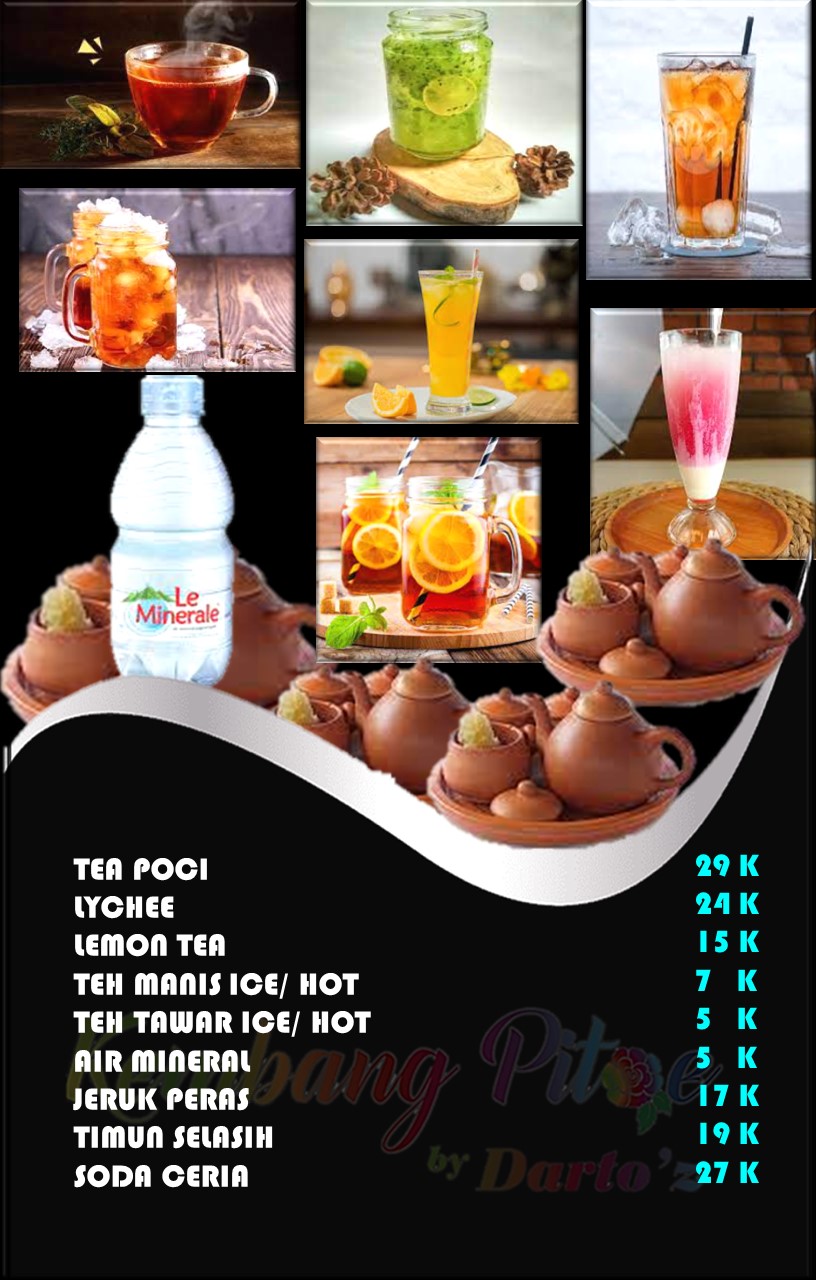 Le
Minerale
TEA POCI 29 K
LYCHEE 24 K
LEMON TEA 15 K
TEH MANIS ICE/ HOT 7 K
TEH TAWAR ICE/ HOT 5 K
AIR MINERAL 5 K
JERUK PERAS 17 K
TIMUN SELASIH 19 K
SODA CERIA 27 K
Kembang Pitoe
by Darto'z